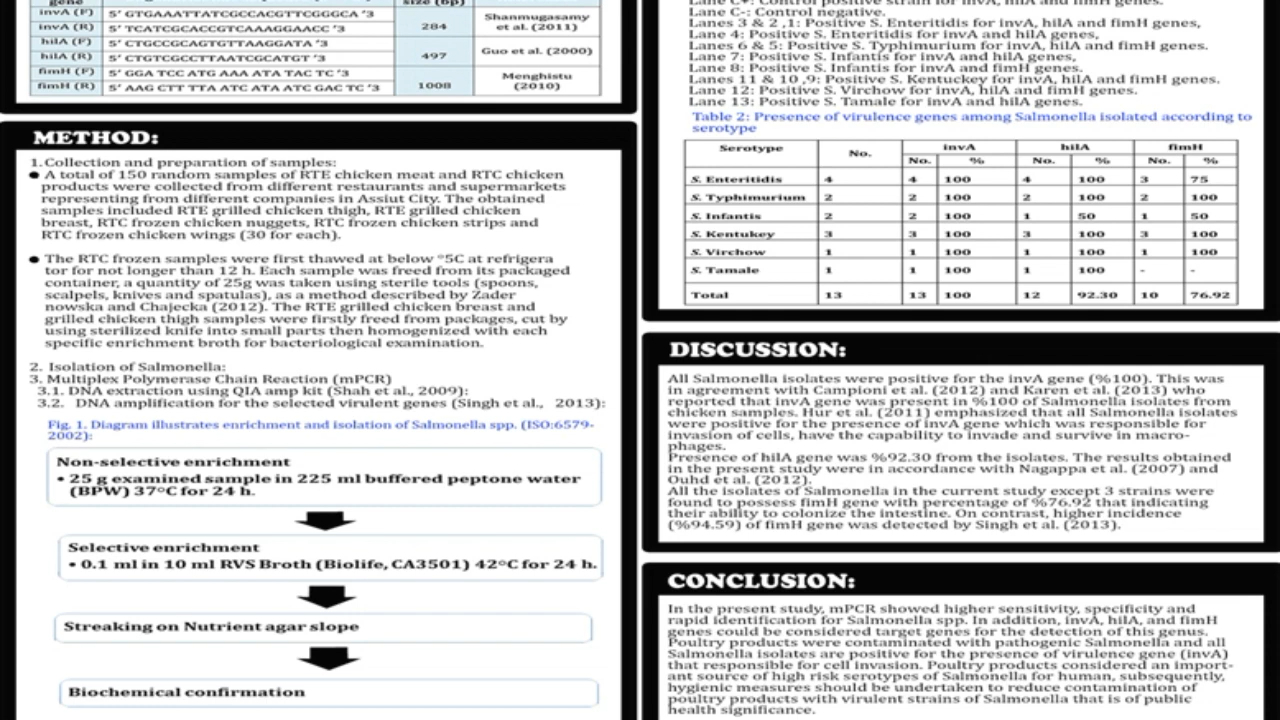 gene
size (bp)
invA (F) 5' GTGAAATTATCGCCACGTTCGGGCA '3
284
Shanmugasamy et al. (2011)
invA (R) 5' TCATCGCACCGTCAAAGGAACC '3
hilA (F) 5' CTGCCGCAGTGTTAAGGATA '3
497
Guo et al. (2000)
hilA (R) 5' CTGTCGCCTTAATCGCATGT '3
fimH (F) 5' GGA TCC ATG AAA ATA TAC TC '3
1008
Menghistu (2010)
fimH (R) 5' AAG CTT TTA ATC ATA ATC GAC TC '3
METHOD:
1.Collection and preparation of samples:
● A total of 150 random samples of RTE chicken meat and RTC chicken
products were collected from different restaurants and supermarkets
representing from different companies in Assiut City. The obtained
samples included RTE grilled chicken thigh, RTE grilled chicken
breast, RTC frozen chicken nuggets, RTC frozen chicken strips and
RTC frozen chicken wings (30 for each).
● The RTC frozen samples were first thawed at below °5C at refrigera
tor for not longer than 12 h. Each sample was freed from its packaged
container, a quantity of 25g was taken using sterile tools (spoons,
scalpels, knives and spatulas), as a method described by Zader
nowska and Chajecka (2012). The RTE grilled chicken breast and
grilled chicken thigh samples were firstly freed from packages, cut by
using sterilized knife into small parts then homogenized with each
specific enrichment broth for bacteriological examination.
2. Isolation of Salmonella:
3. Multiplex Polymerase Chain Reaction (mPCR)
3.1. DNA extraction using QIA amp kit (Shah et al., 2009):
3.2. DNA amplification for the selected virulent genes (Singh et al., 2013):
Fig. 1. Diagram illustrates enrichment and isolation of Salmonella spp. (ISO:6579-
2002):
Non-selective enrichment
• 25 g examined sample in 225 ml buffered peptone water
(BPW) 37°C for 24 h.
Selective enrichment
• 0.1 ml in 10 ml RVS Broth (Biolife, CA3501) 42°C for 24 h.
Streaking on Nutrient agar slope
Biochemical confirmation
Lane C+: Control positive strain for invA, hilA and fimH genes.
Lane C-: Control negative.
Lanes 3 & 2 ,1: Positive S. Enteritidis for invA, hilA and fimH genes,
Lane 4: Positive S. Enteritidis for invA and hilA genes,
Lanes 6 & 5: Positive S. Typhimurium for invA, hilA and fimH genes.
Lane 7: Positive S. Infantis for invA and hilA genes,
Lane 8: Positive S. Infantis for invA and fimH genes.
Lanes 11 & 10 ,9: Positive S. Kentuckey for invA, hilA and fimH genes.
Lane 12: Positive S. Virchow for invA, hilA and fimH genes.
Lane 13: Positive S. Tamale for invA and hilA genes.
Table 2: Presence of virulence genes among Salmonella isolated according to
serotype
Serotype No. invA hilA fimH
No. % No. % No. %
S. Enteritidis 4 4 100 4 100 3 75
S. Typhimurium 2 2 100 2 100 2 100
S. Infantis 2 2 100 1 50 1 50
S. Kentukey 3 3 100 3 100 3 100
S. Virchow 1 1 100 1 100 1 100
S. Tamale 1 1 100 1 100 - -
Total 13 13 100 12 92.30 10 76.92
DISCUSSION:
All Salmonella isolates were positive for the invA gene (%100). This was
in agreement with Campioni et al. (2012) and Karen et al. (2013) who
reported that invA gene was present in %100 of Salmonella isolates from
chicken samples. Hur et al. (2011) emphasized that all Salmonella isolates
were positive for the presence of invA gene which was responsible for
invasion of cells, have the capability to invade and survive in macro-
phages.
Presence of hilA gene was %92.30 from the isolates. The results obtained
in the present study were in accordance with Nagappa et al. (2007) and
Ouhd et al. (2012).
All the isolates of Salmonella in the current study except 3 strains were
found to possess fimH gene with percentage of %76.92 that indicating
their ability to colonize the intestine. On contrast, higher incidence
(%94.59) of fimH gene was detected by Singh et al. (2013).
CONCLUSION:
In the present study, mPCR showed higher sensitivity, specificity and
rapid identification for Salmonella spp. In addition, invA, hilA, and fimH
genes could be considered target genes for the detection of this genus.
Poultry products were contaminated with pathogenic Salmonella and all
Salmonella isolates are positive for the presence of virulence gene (invA)
that responsible for cell invasion. Poultry products considered an import-
ant source of high risk serotypes of Salmonella for human, subsequently,
hygienic measures should be undertaken to reduce contamination of
poultry products with virulent strains of Salmonella that is of public
health significance.